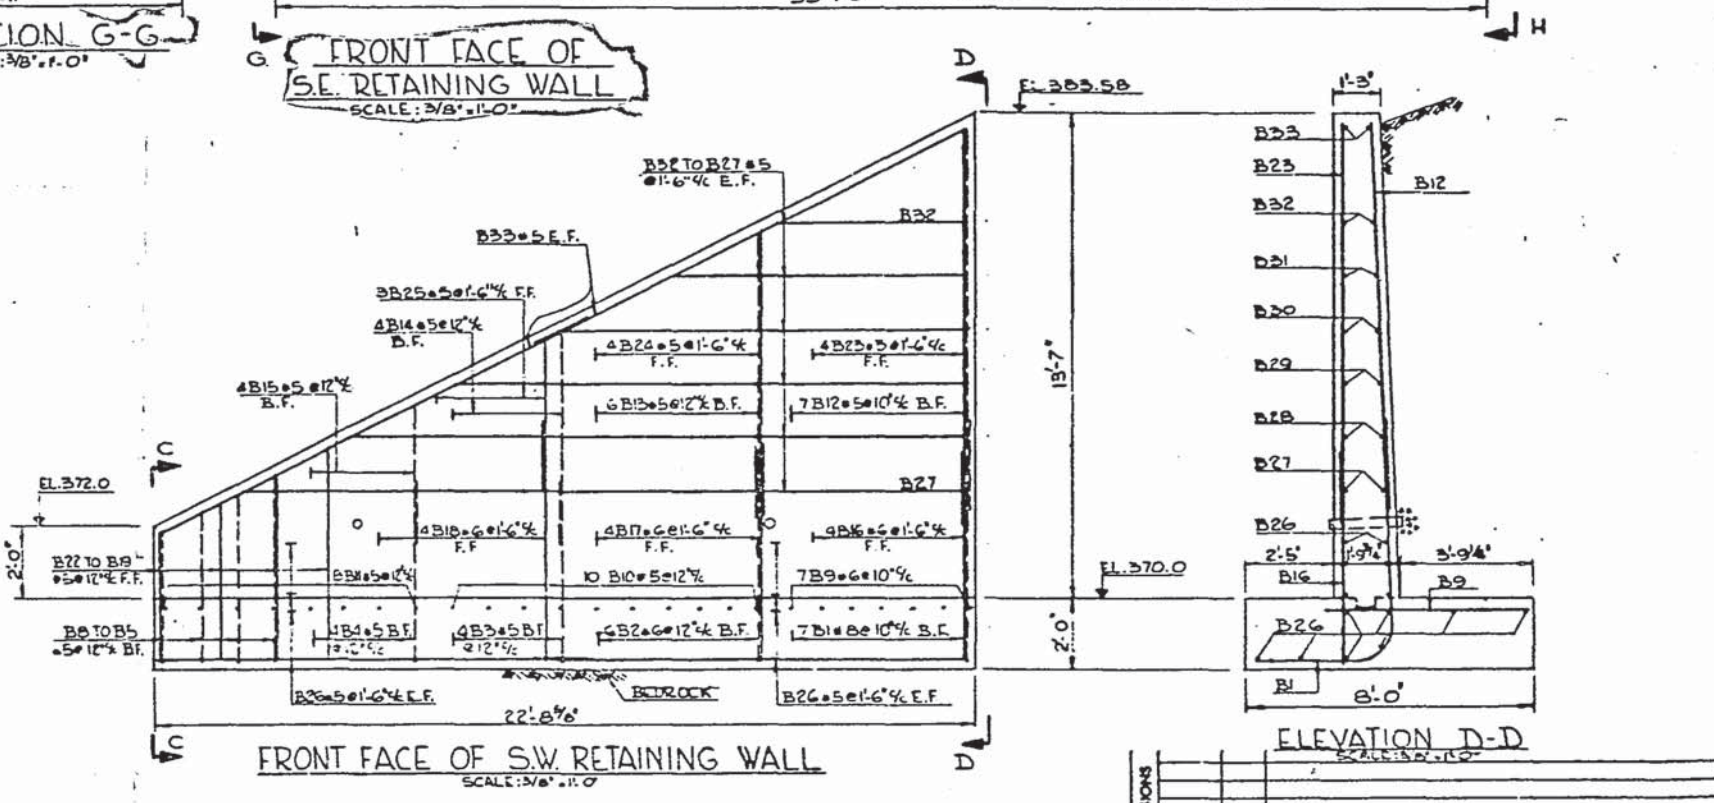 G-G
G
H
FRONT FACE OF
S.E. RETAINING WALL
SCALE: 3/8"=1'-0"
D
EL. 383.58
B32 TO B27 #5
@1'-6" c/c E.F.
B32
B33 #5 E.F.
3B25 #5@1'-6" c/c F.F.
4B14 #5@12" c/c
B.F.
4B24 #5@1'-6" c/c
F.F.
4B23 #5@1'-6" c/c
F.F.
4B15 #5@12" c/c
B.F.
6B13 #5@12" c/c B.F.
7B12 #5@10" c/c B.F.
13'-7"
C
EL. 372.0
B27
4B18 #6@1'-6" c/c
F.F
4B17 #6@1'-6" c/c
F.F.
4B16 #6@1'-6" c/c
F.F.
2'-0"
B22 TO B19
#5@12" c/c F.F.
#5@12" c/c
10 B10 #5@12" c/c
7B9 #6@10" c/c
EL. 370.0
B8 TO B5
#5@12" c/c B.F.
4B4 #5 B.F.
@12" c/c
4B3 #5 B.F
@12" c/c
6B2 #6@12" c/c B.F.
7B1 #8@10" c/c B.F.
2'-0"
B26 #5@1'-6" c/c E.F.
BEDROCK
B26 #5@1'-6" c/c E.F.
C
D
FRONT FACE OF S.W. RETAINING WALL
SCALE: 3/8"=1'-0
1'-3"
B33
B23
B12
B32
B31
B30
B29
B28
B27
B26
2'-5"
3'-9 1/4"
B16
B9
B26
B1
8'-0"
ELEVATION D-D